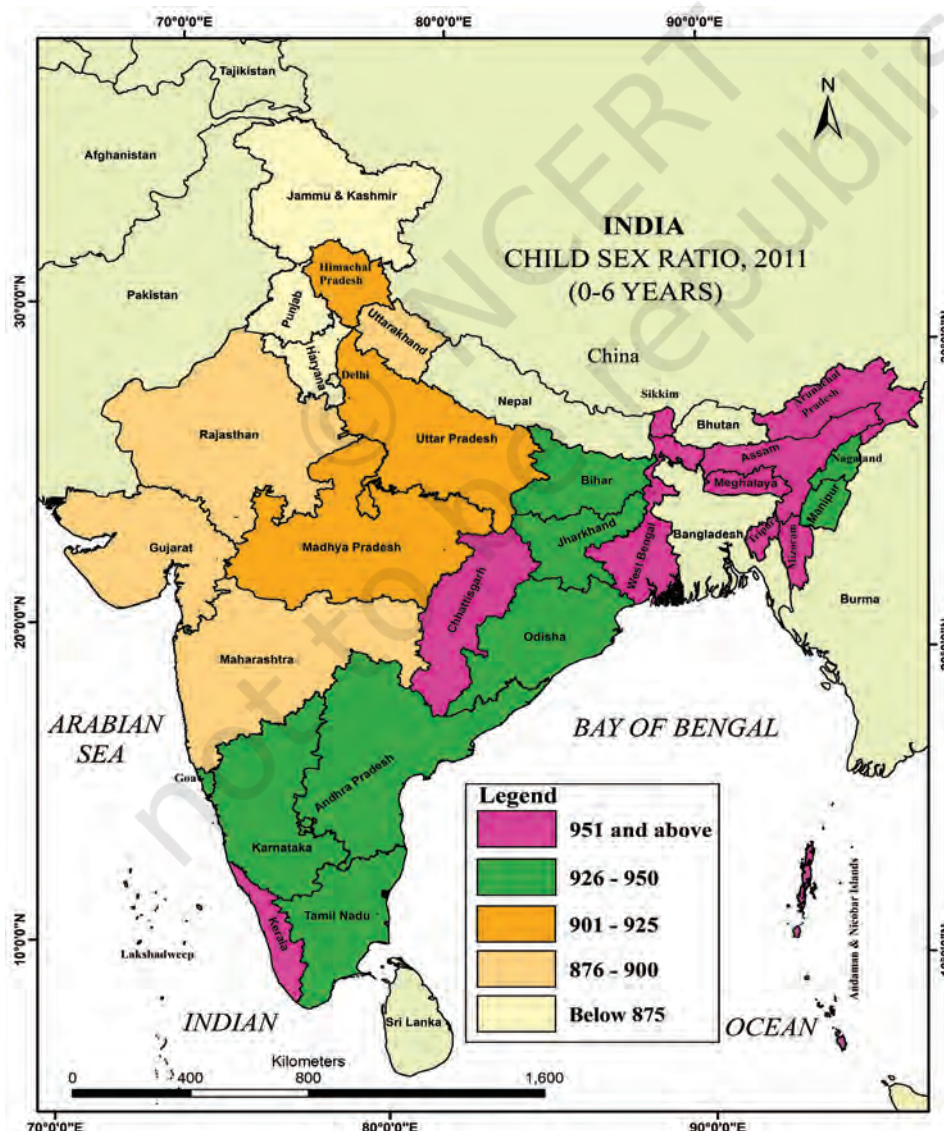 70°0'0"E
80°0'0"E
90°0'0"E
N
Tajikistan
Afghanistan
Jammu & Kashmir
INDIA
CHILD SEX RATIO, 2011
(0-6 YEARS)
Himachal
Pradesh
Pakistan
Punjab
30°0'0"N
Uttarakhand
China
Haryana
Delhi
Nepal
Sikkim
Arunachal
Pradesh
Bhutan
Rajasthan
Uttar Pradesh
Assam
Nagaland
Bihar
Meghalaya
Manipur
Jharkhand
Gujarat
Madhya Pradesh
West Bengal
Bangladesh
Tripura
Mizoram
Chhattisgarh
Burma
20°0'0"N
Odisha
Maharashtra
ARABIAN
SEA
BAY OF BENGAL
Goa
Andhra Pradesh
Legend
951 and above
926 - 950
901 - 925
876 - 900
Below 875
Karnataka
Tamil Nadu
Kerala
10°0'0"N
Lakshadweep
Andaman & Nicobar Islands
Sri Lanka
INDIAN
OCEAN
Kilometers
0
400
800
1,600
70°0'0"E
80°0'0"E
90°0'0"E
© NCERT
not to be republis